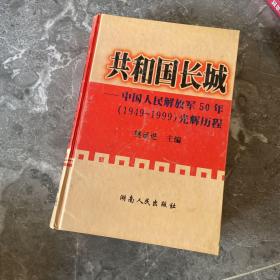 共和国长城
——中国人民解放军50年
(1949-1999)光辉历程
主编
湖南人民出版社